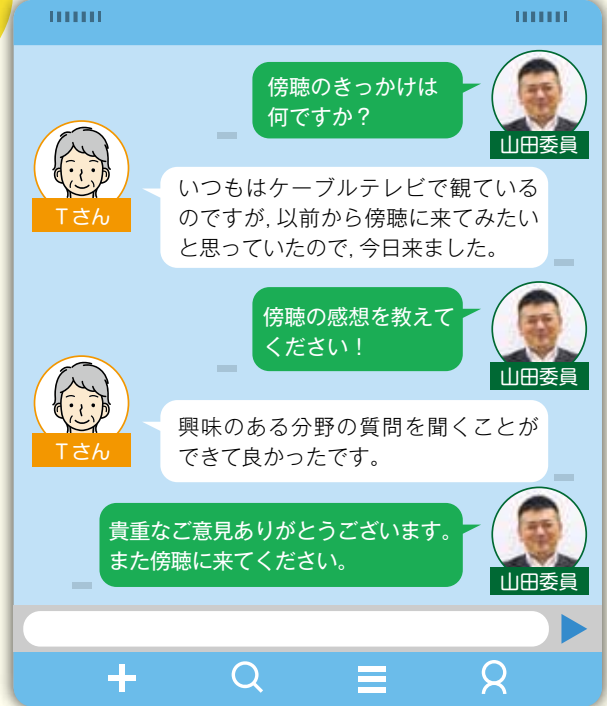 傍聴のきっかけは
何ですか？
山田委員
Tさん
いつもはケーブルテレビで観ている
のですが,以前から傍聴に来てみたい
と思っていたので,今日来ました。
傍聴の感想を教えて
ください！
山田委員
Tさん
興味のある分野の質問を聞くことが
できて良かったです。
貴重なご意見ありがとうございます。
また傍聴に来てください。
山田委員